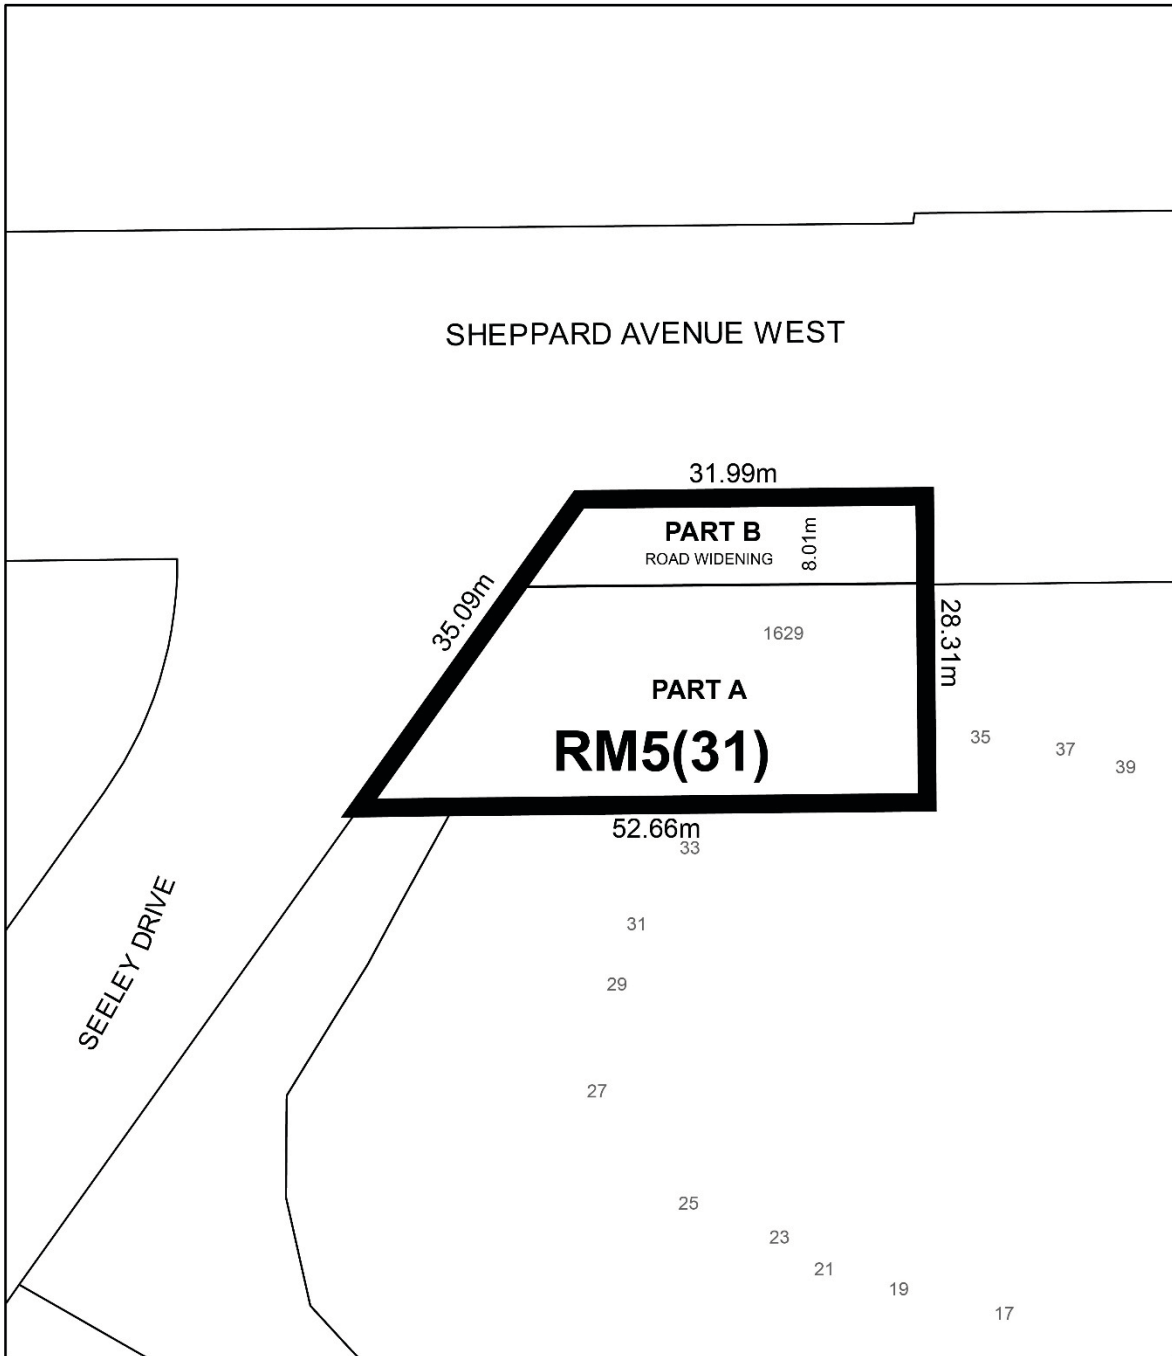 SHEPPARD AVENUE WEST
31.99m
PART B
ROAD WIDENING
8.01m
35.09m
28.31m
1629
PART A
RM5(31)
35
37
39
52.66m
33
31
29
SEELEY DRIVE
27
25
23
21
19
17